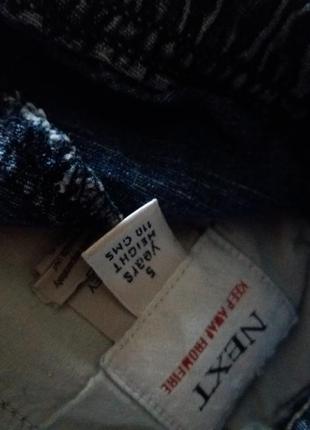 NEXT
KEEP AWAY FROM FIRE
5
Years
HEIGHT
110 CMS